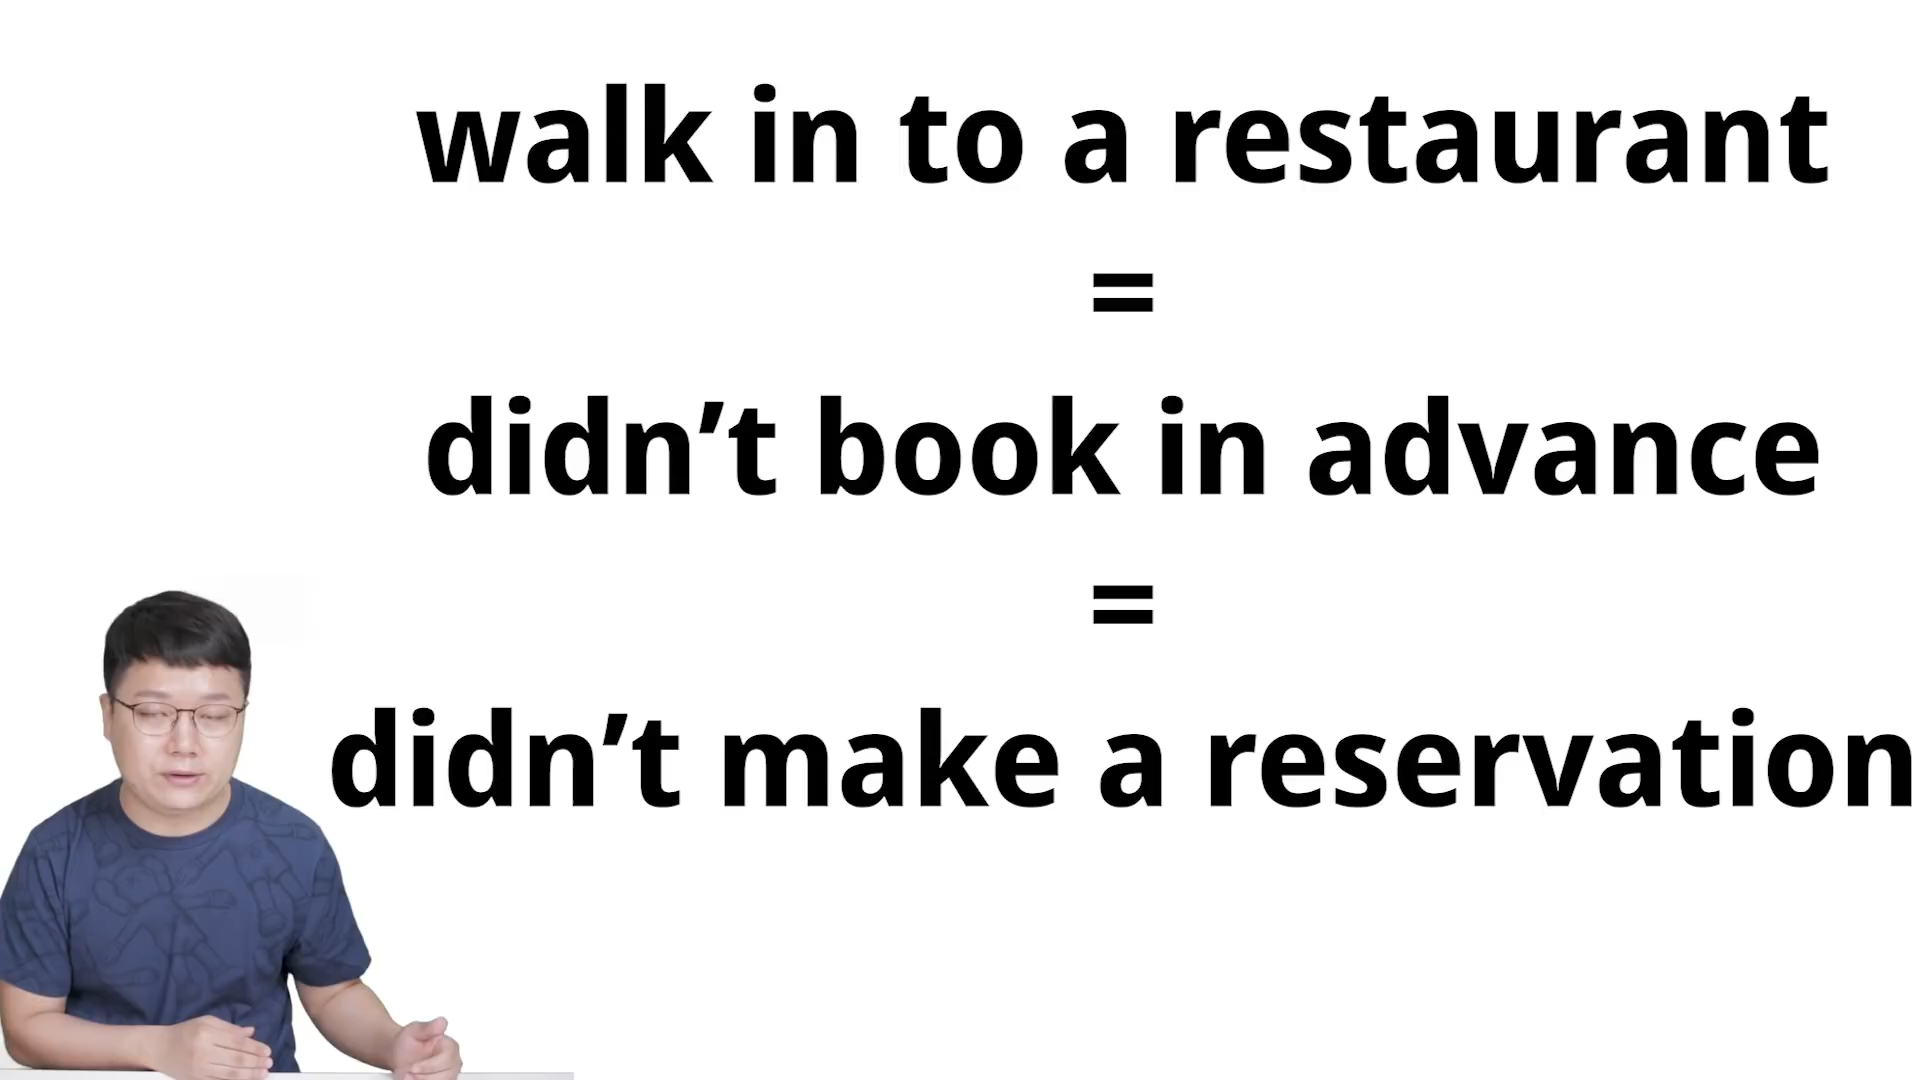 walk in to a restaurant
=
didn’t book in advance
=
didn’t make a reservation